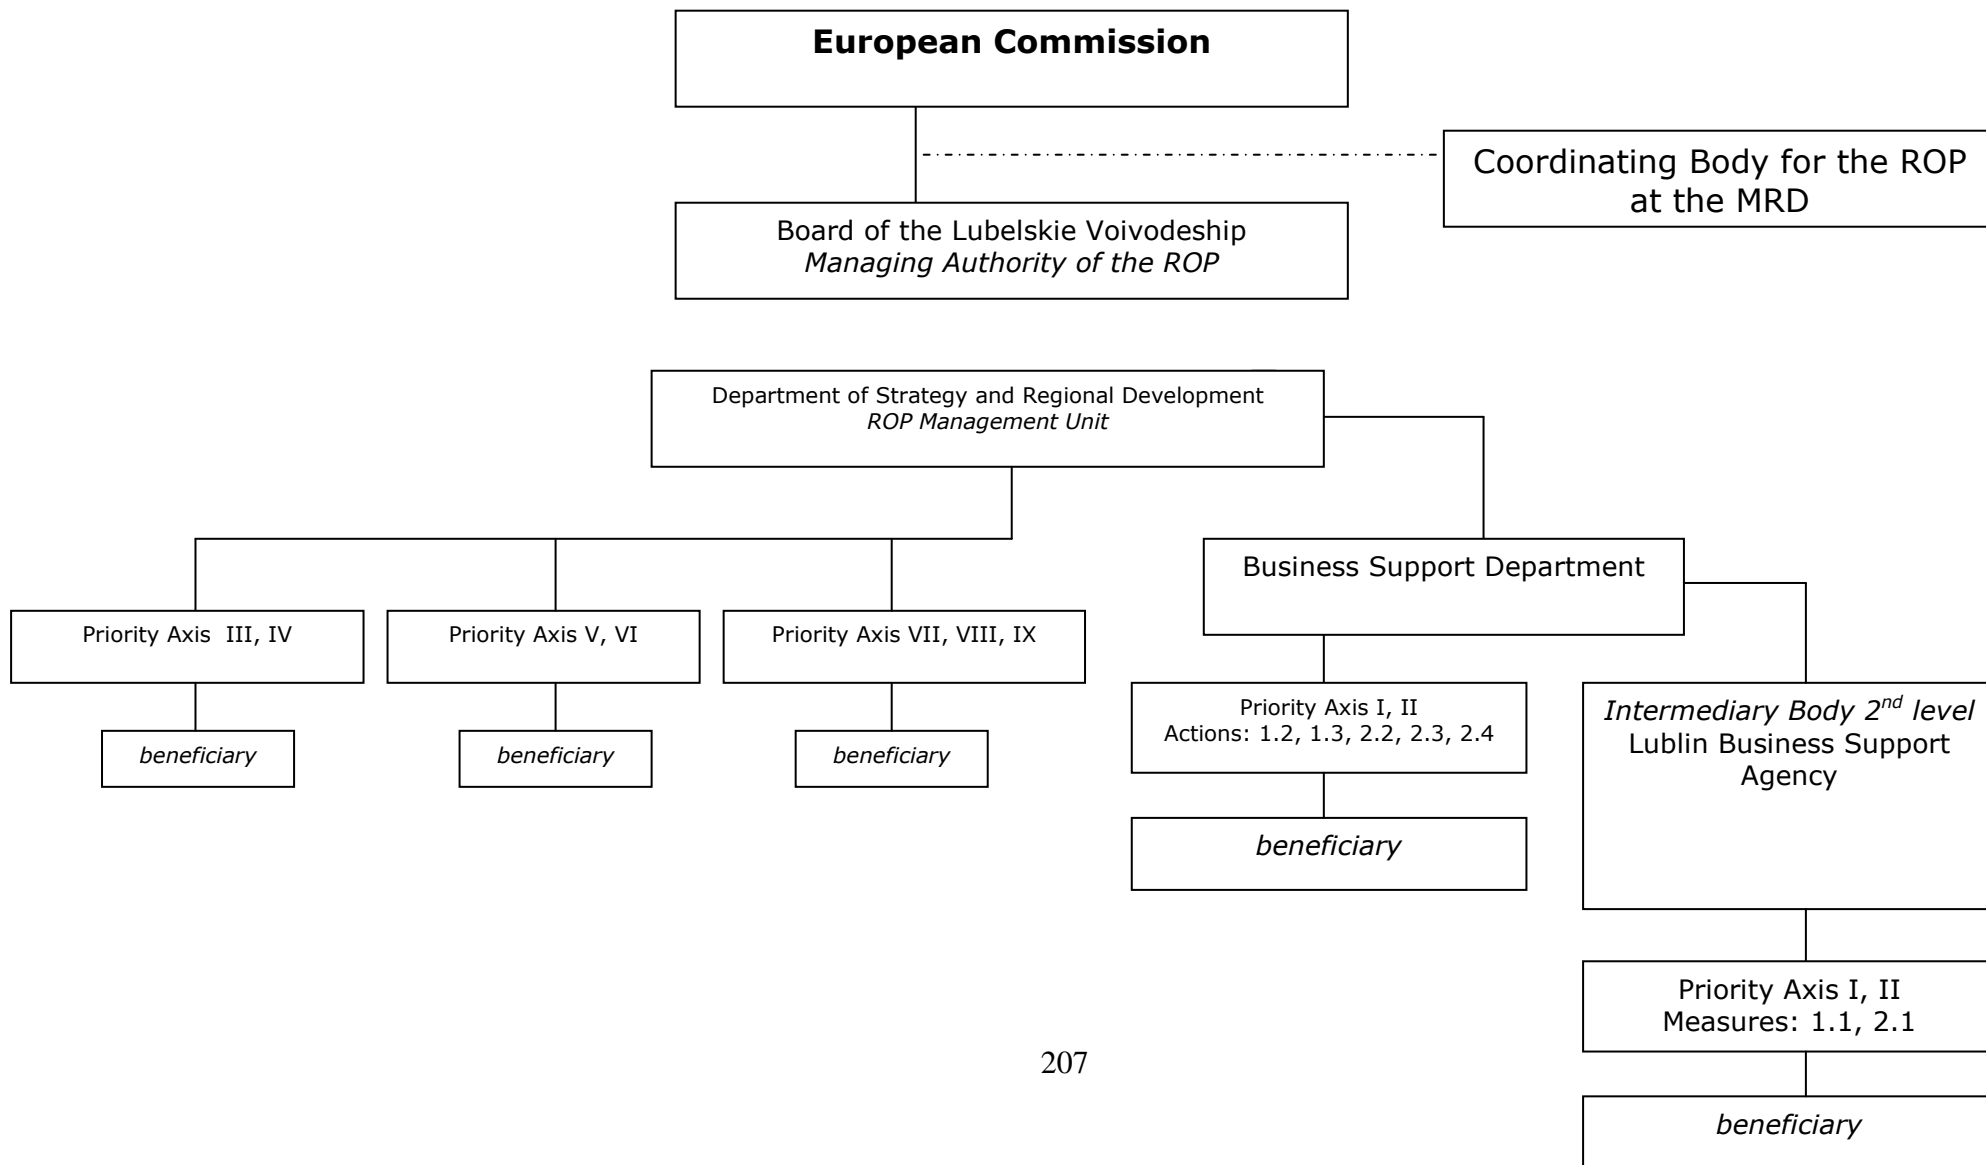 European Commission
Coordinating Body for the ROP
at the MRD
Board of the Lubelskie Voivodeship
Managing Authority of the ROP
Department of Strategy and Regional Development
ROP Management Unit
Business Support Department
Priority Axis  III, IV
Priority Axis V, VI
Priority Axis VII, VIII, IX
beneficiary
beneficiary
beneficiary
Priority Axis I, II
Actions: 1.2, 1.3, 2.2, 2.3, 2.4
beneficiary
Intermediary Body 2nd level
Lublin Business Support
Agency
Priority Axis I, II
Measures: 1.1, 2.1
beneficiary
207